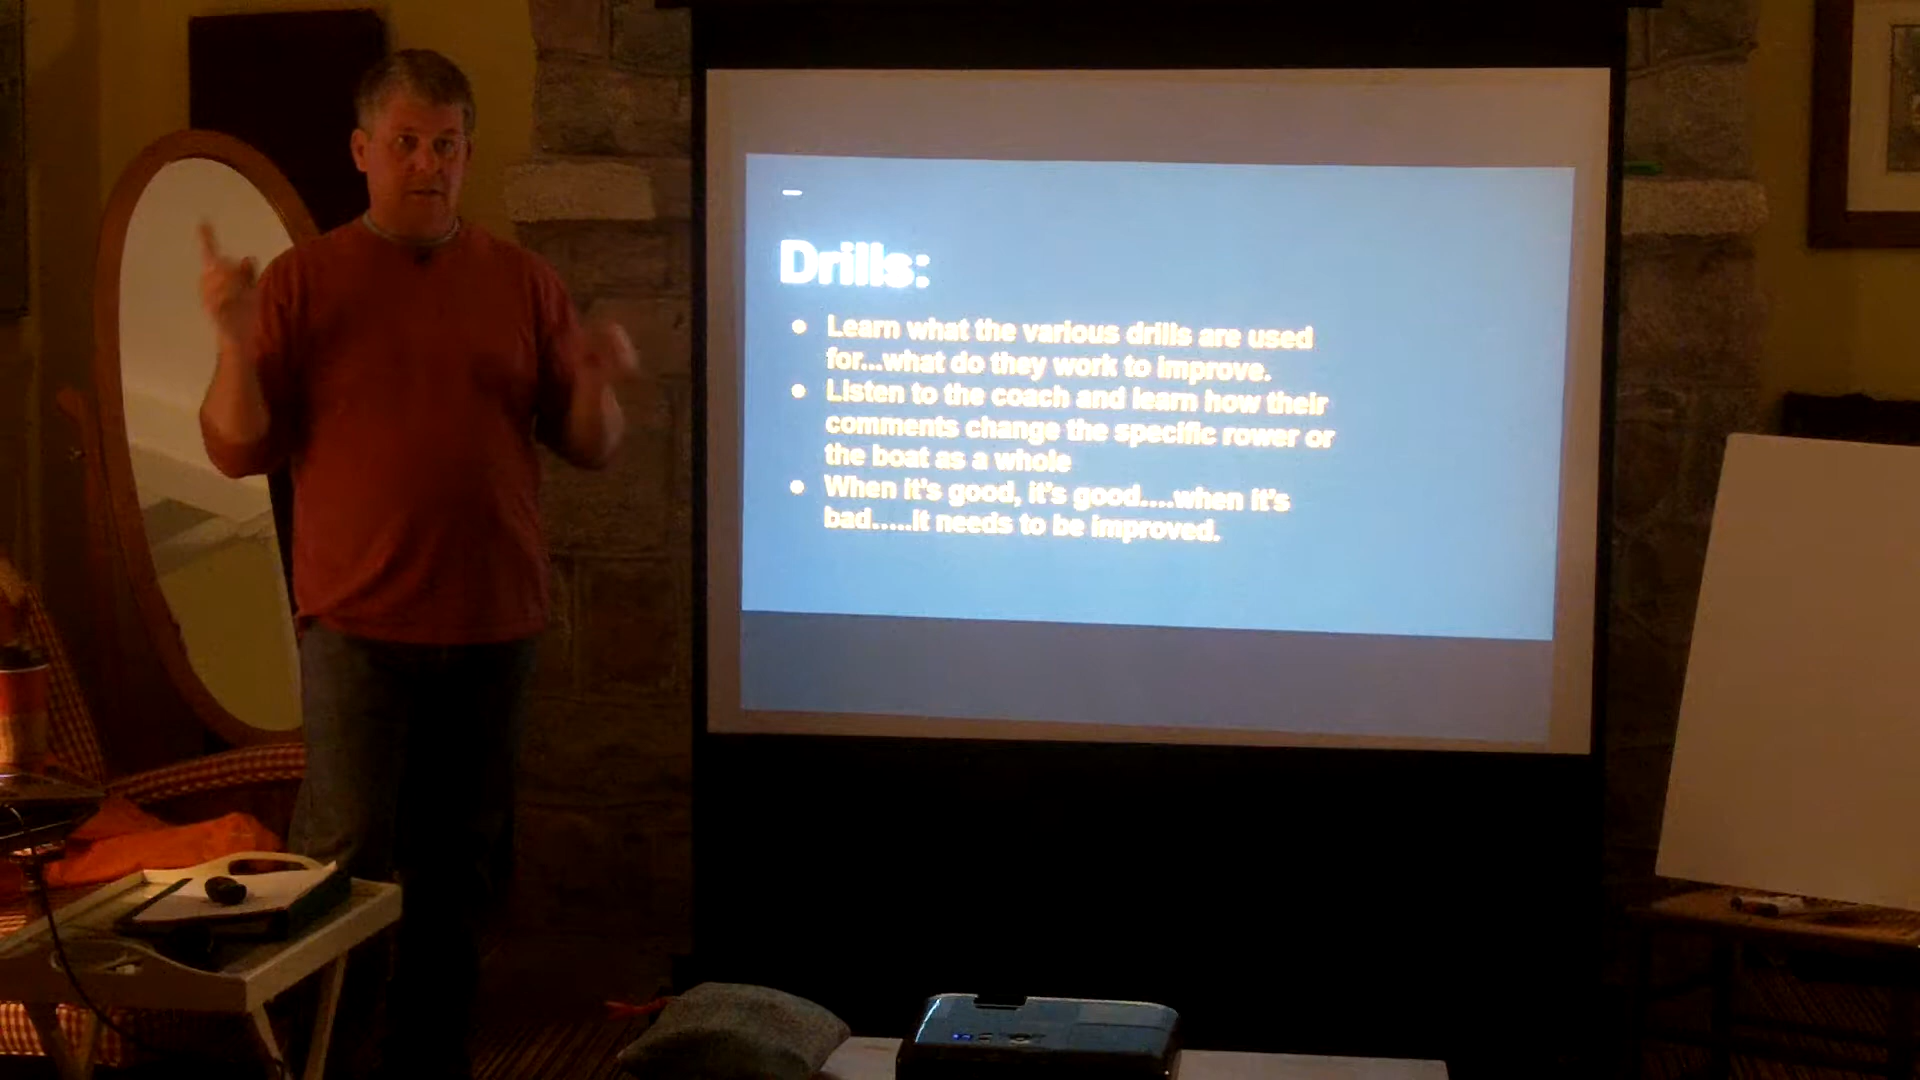 Drills:
Learn what the various drills are used
for...what do they work to improve.
Listen to the coach and learn how their
comments change the specific rower or
the boat as a whole
When it's good, it's good....when it's
bad.....it needs to be improved.